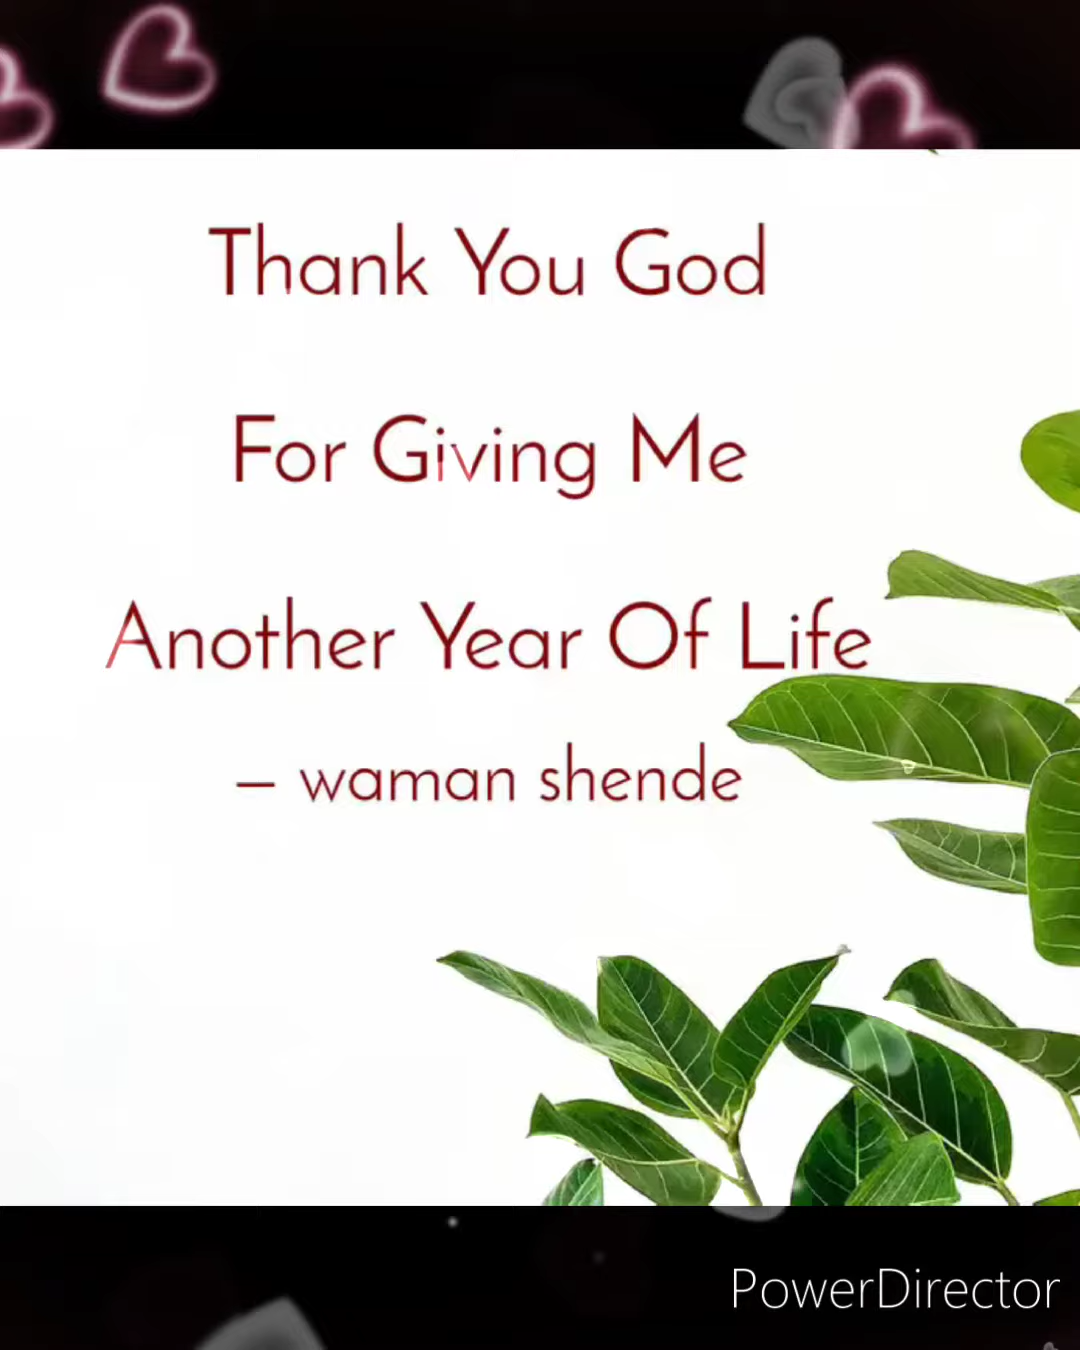 Thank You God
For Giving Me
Another Year Of Life
– waman shende
PowerDirector